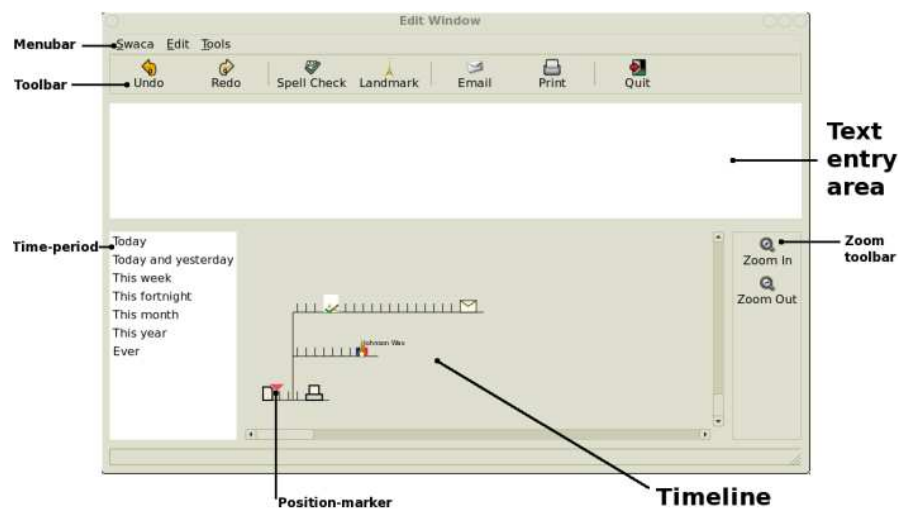 Edit Window
Menubar
Swaca Edit Tools
Toolbar
Undo Redo Spell Check Landmark Email Print Quit
Text
entry
area
Time-period
Today
Today and yesterday
This week
This fortnight
This month
This year
Ever
Zoom In
Zoom Out
Zoom
toolbar
Johnson Was
Position-marker
Timeline